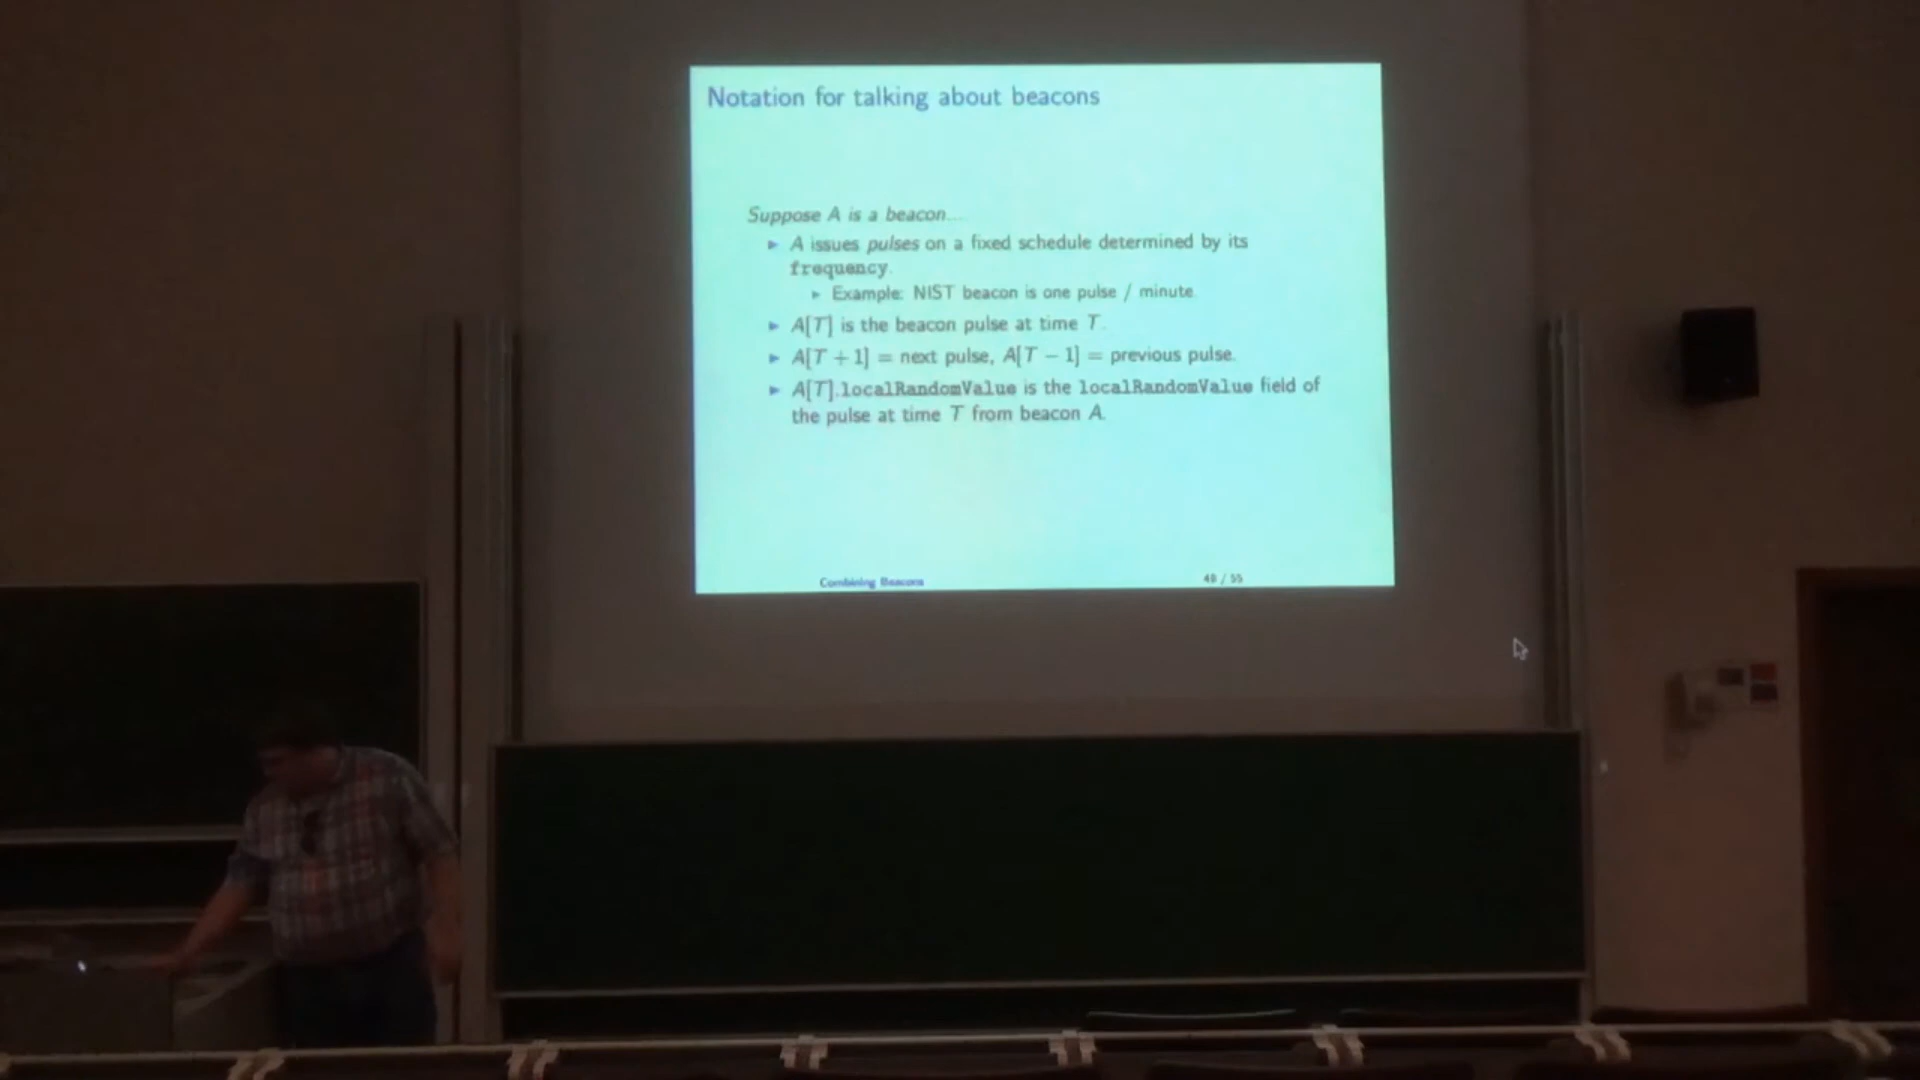 Notation for talking about beacons
Suppose A is a beacon...
► A issues pulses on a fixed schedule determined by its
frequency.
► Example: NIST beacon is one pulse / minute.
► A[T] is the beacon pulse at time T.
► A[T + 1] = next pulse, A[T − 1] = previous pulse.
► A[T].localRandomValue is the localRandomValue field of
the pulse at time T from beacon A.
Combining Beacons
48 / 55